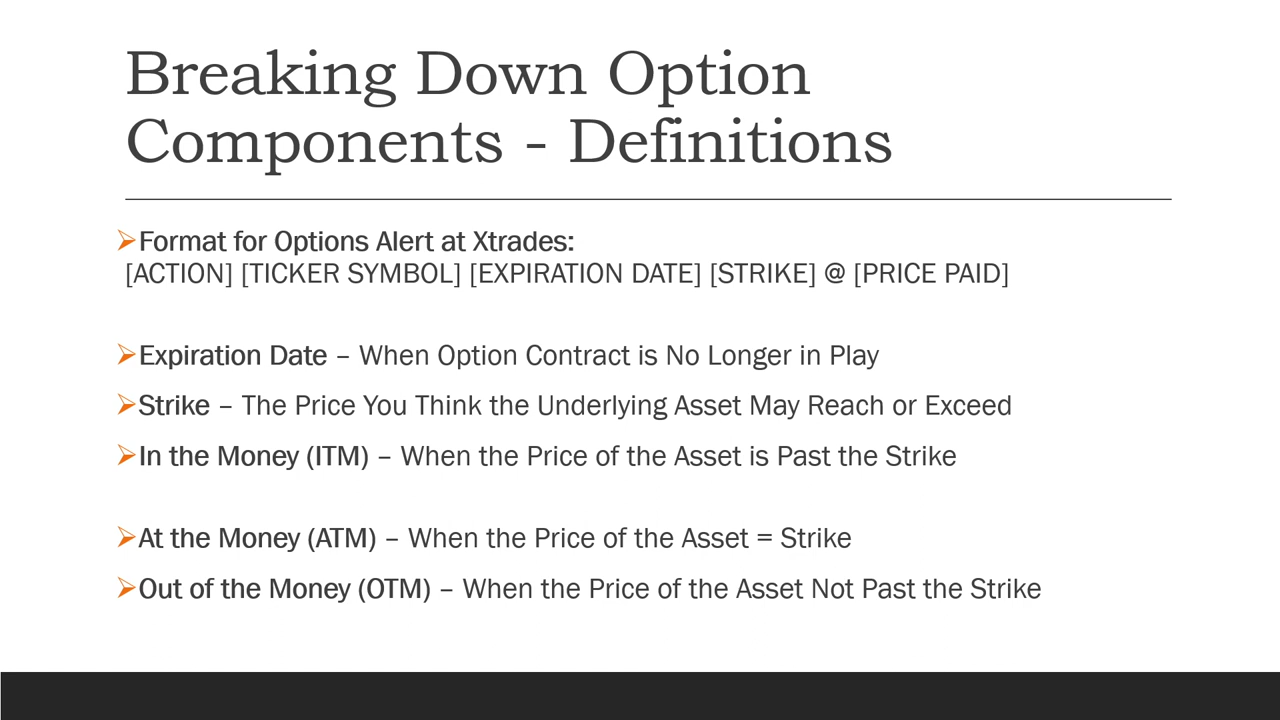 Breaking Down Option
Components - Definitions
Format for Options Alert at Xtrades:
[ACTION] [TICKER SYMBOL] [EXPIRATION DATE] [STRIKE] @ [PRICE PAID]
Expiration Date – When Option Contract is No Longer in Play
Strike – The Price You Think the Underlying Asset May Reach or Exceed
In the Money (ITM) – When the Price of the Asset is Past the Strike
At the Money (ATM) – When the Price of the Asset = Strike
Out of the Money (OTM) – When the Price of the Asset Not Past the Strike